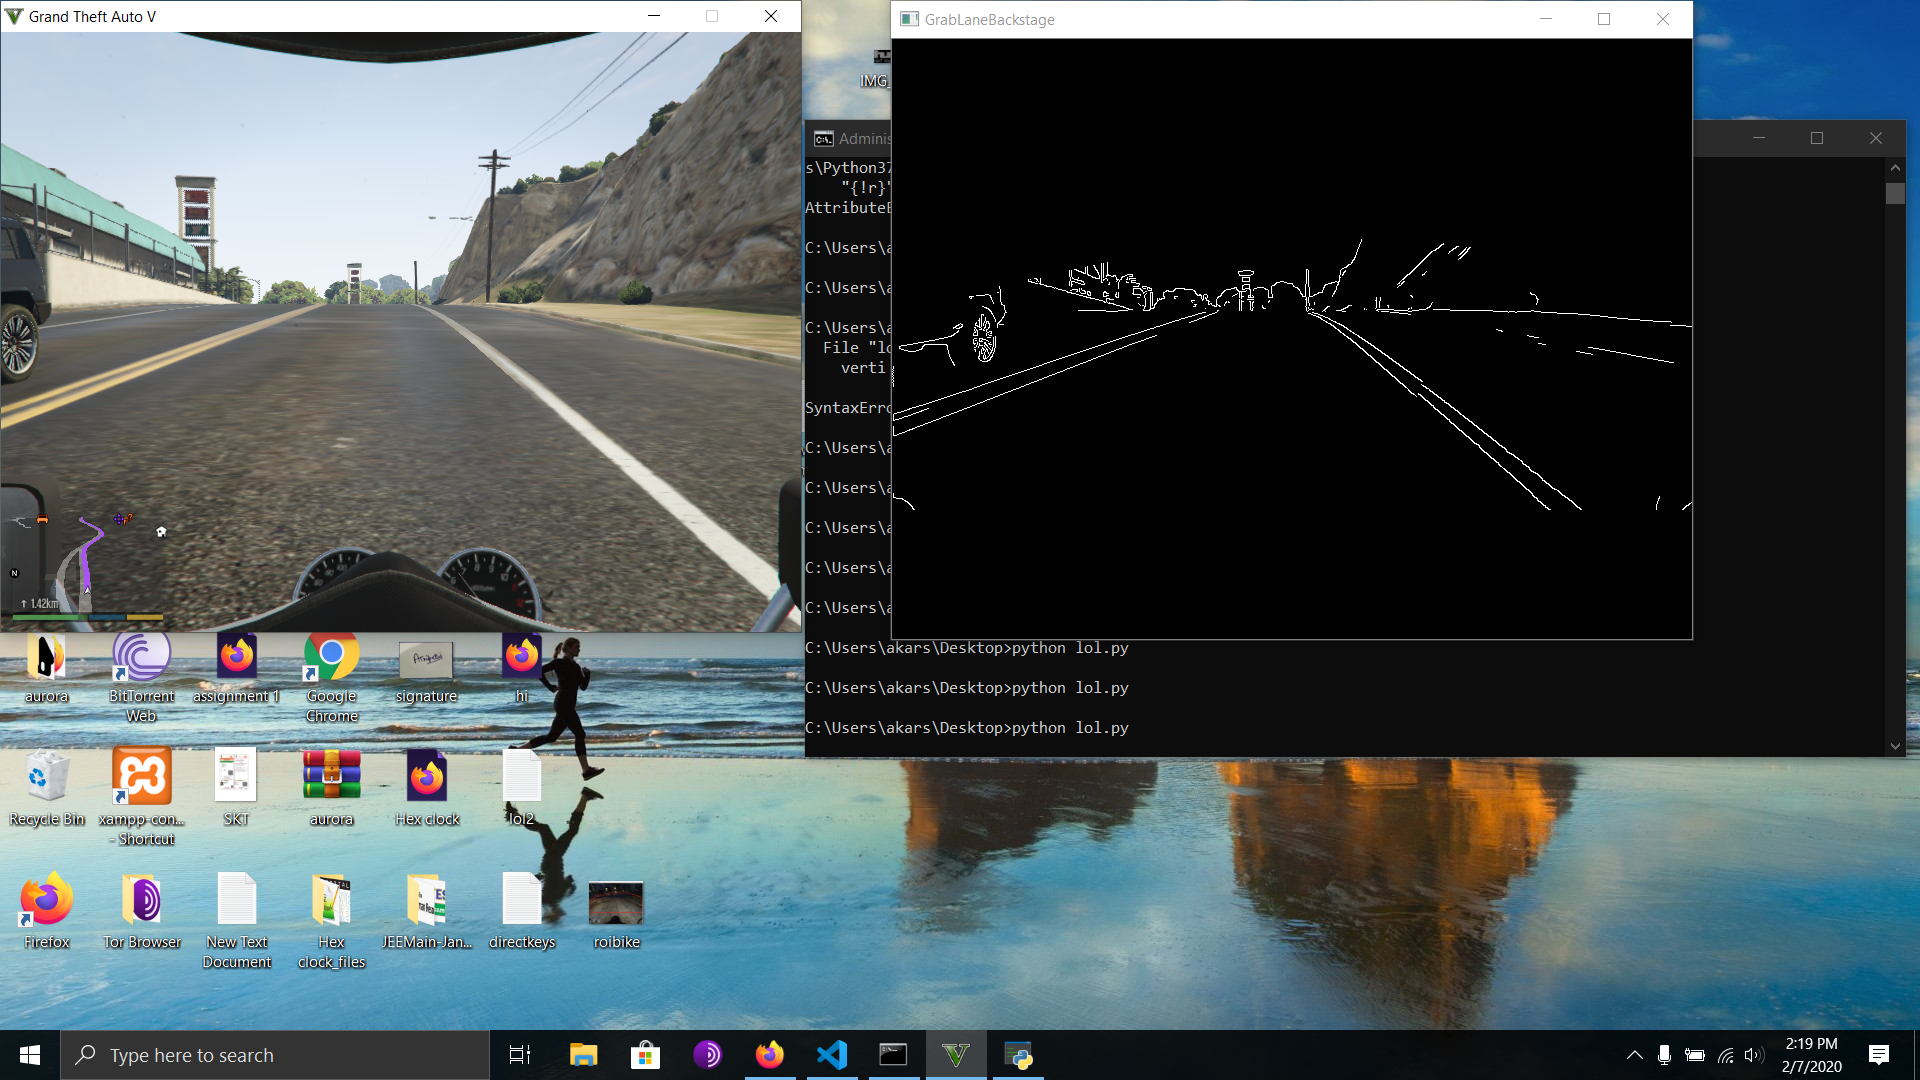 Grand Theft Auto V
GrabLaneBackstage
IMG_
Adminis
s\Python37
"{!r}"
AttributeE
C:\Users\a
C:\Users\a
C:\Users\a
File "lo
verti
SyntaxErro
C:\Users\a
C:\Users\a
C:\Users\a
C:\Users\a
C:\Users\a
C:\Users\akars\Desktop>python lol.py
C:\Users\akars\Desktop>python lol.py
C:\Users\akars\Desktop>python lol.py
N
1.42km
aurora
BitTorrent
Web
assignment 1
Google
Chrome
signature
hi
Recycle Bin
xampp-con...
- Shortcut
SKT
aurora
Hex clock
lol2
Firefox
Tor Browser
New Text
Document
Hex
clock_files
JEEMain-Jan...
directkeys
roibike
Type here to search
2:19 PM
2/7/2020